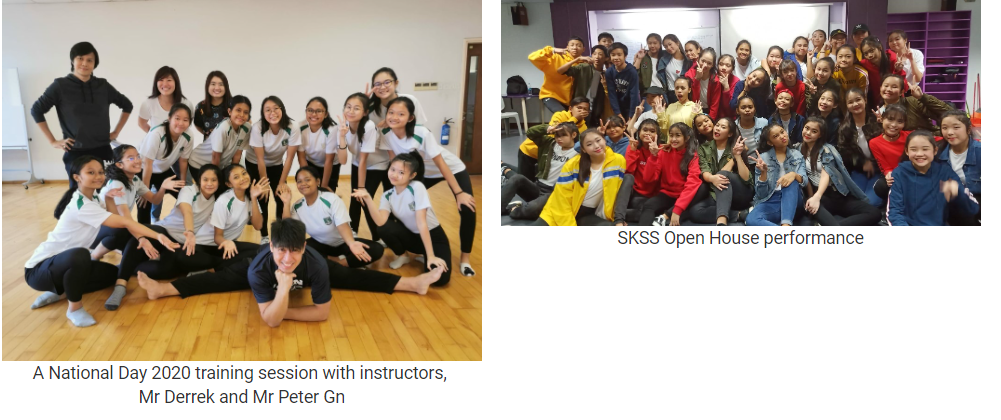 A National Day 2020 training session with instructors,
Mr Derrek and Mr Peter Gn
SKSS Open House performance